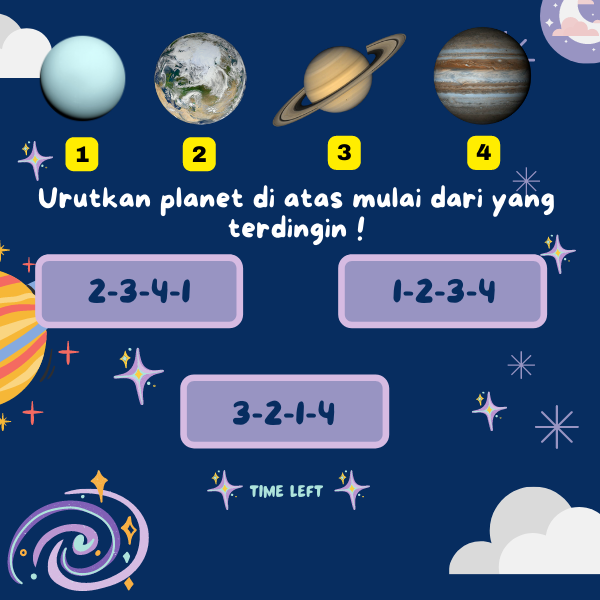 1
2
3
4
Urutkan planet di atas mulai dari yang
terdingin !
2-3-4-1
1-2-3-4
3-2-1-4
TIME LEFT